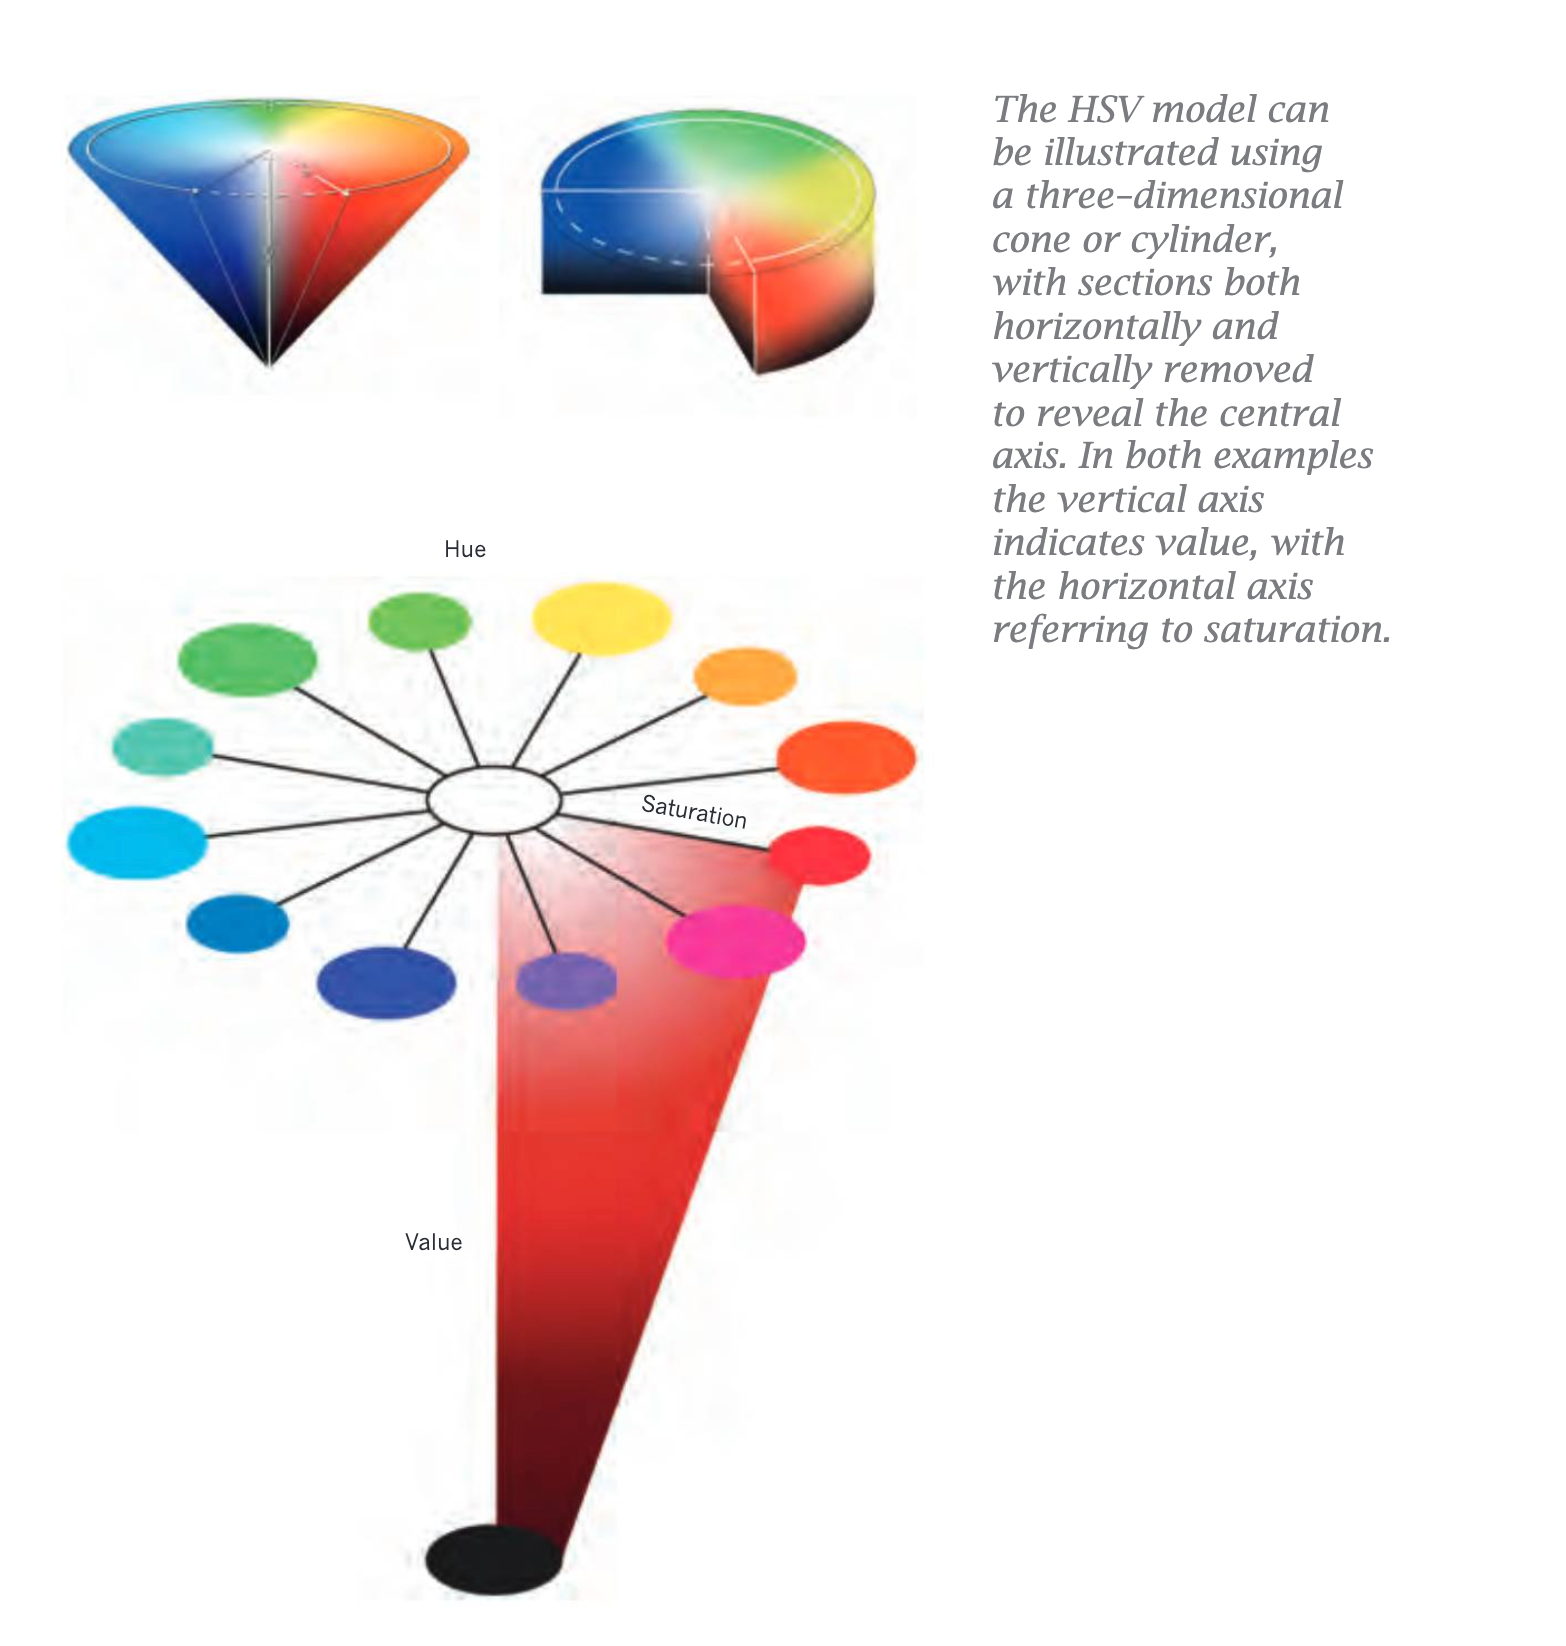 The HSV model can
be illustrated using
a three-dimensional
cone or cylinder,
with sections both
horizontally and
vertically removed
to reveal the central
axis. In both examples
the vertical axis
indicates value, with
the horizontal axis
referring to saturation.
Hue
Saturation
Value